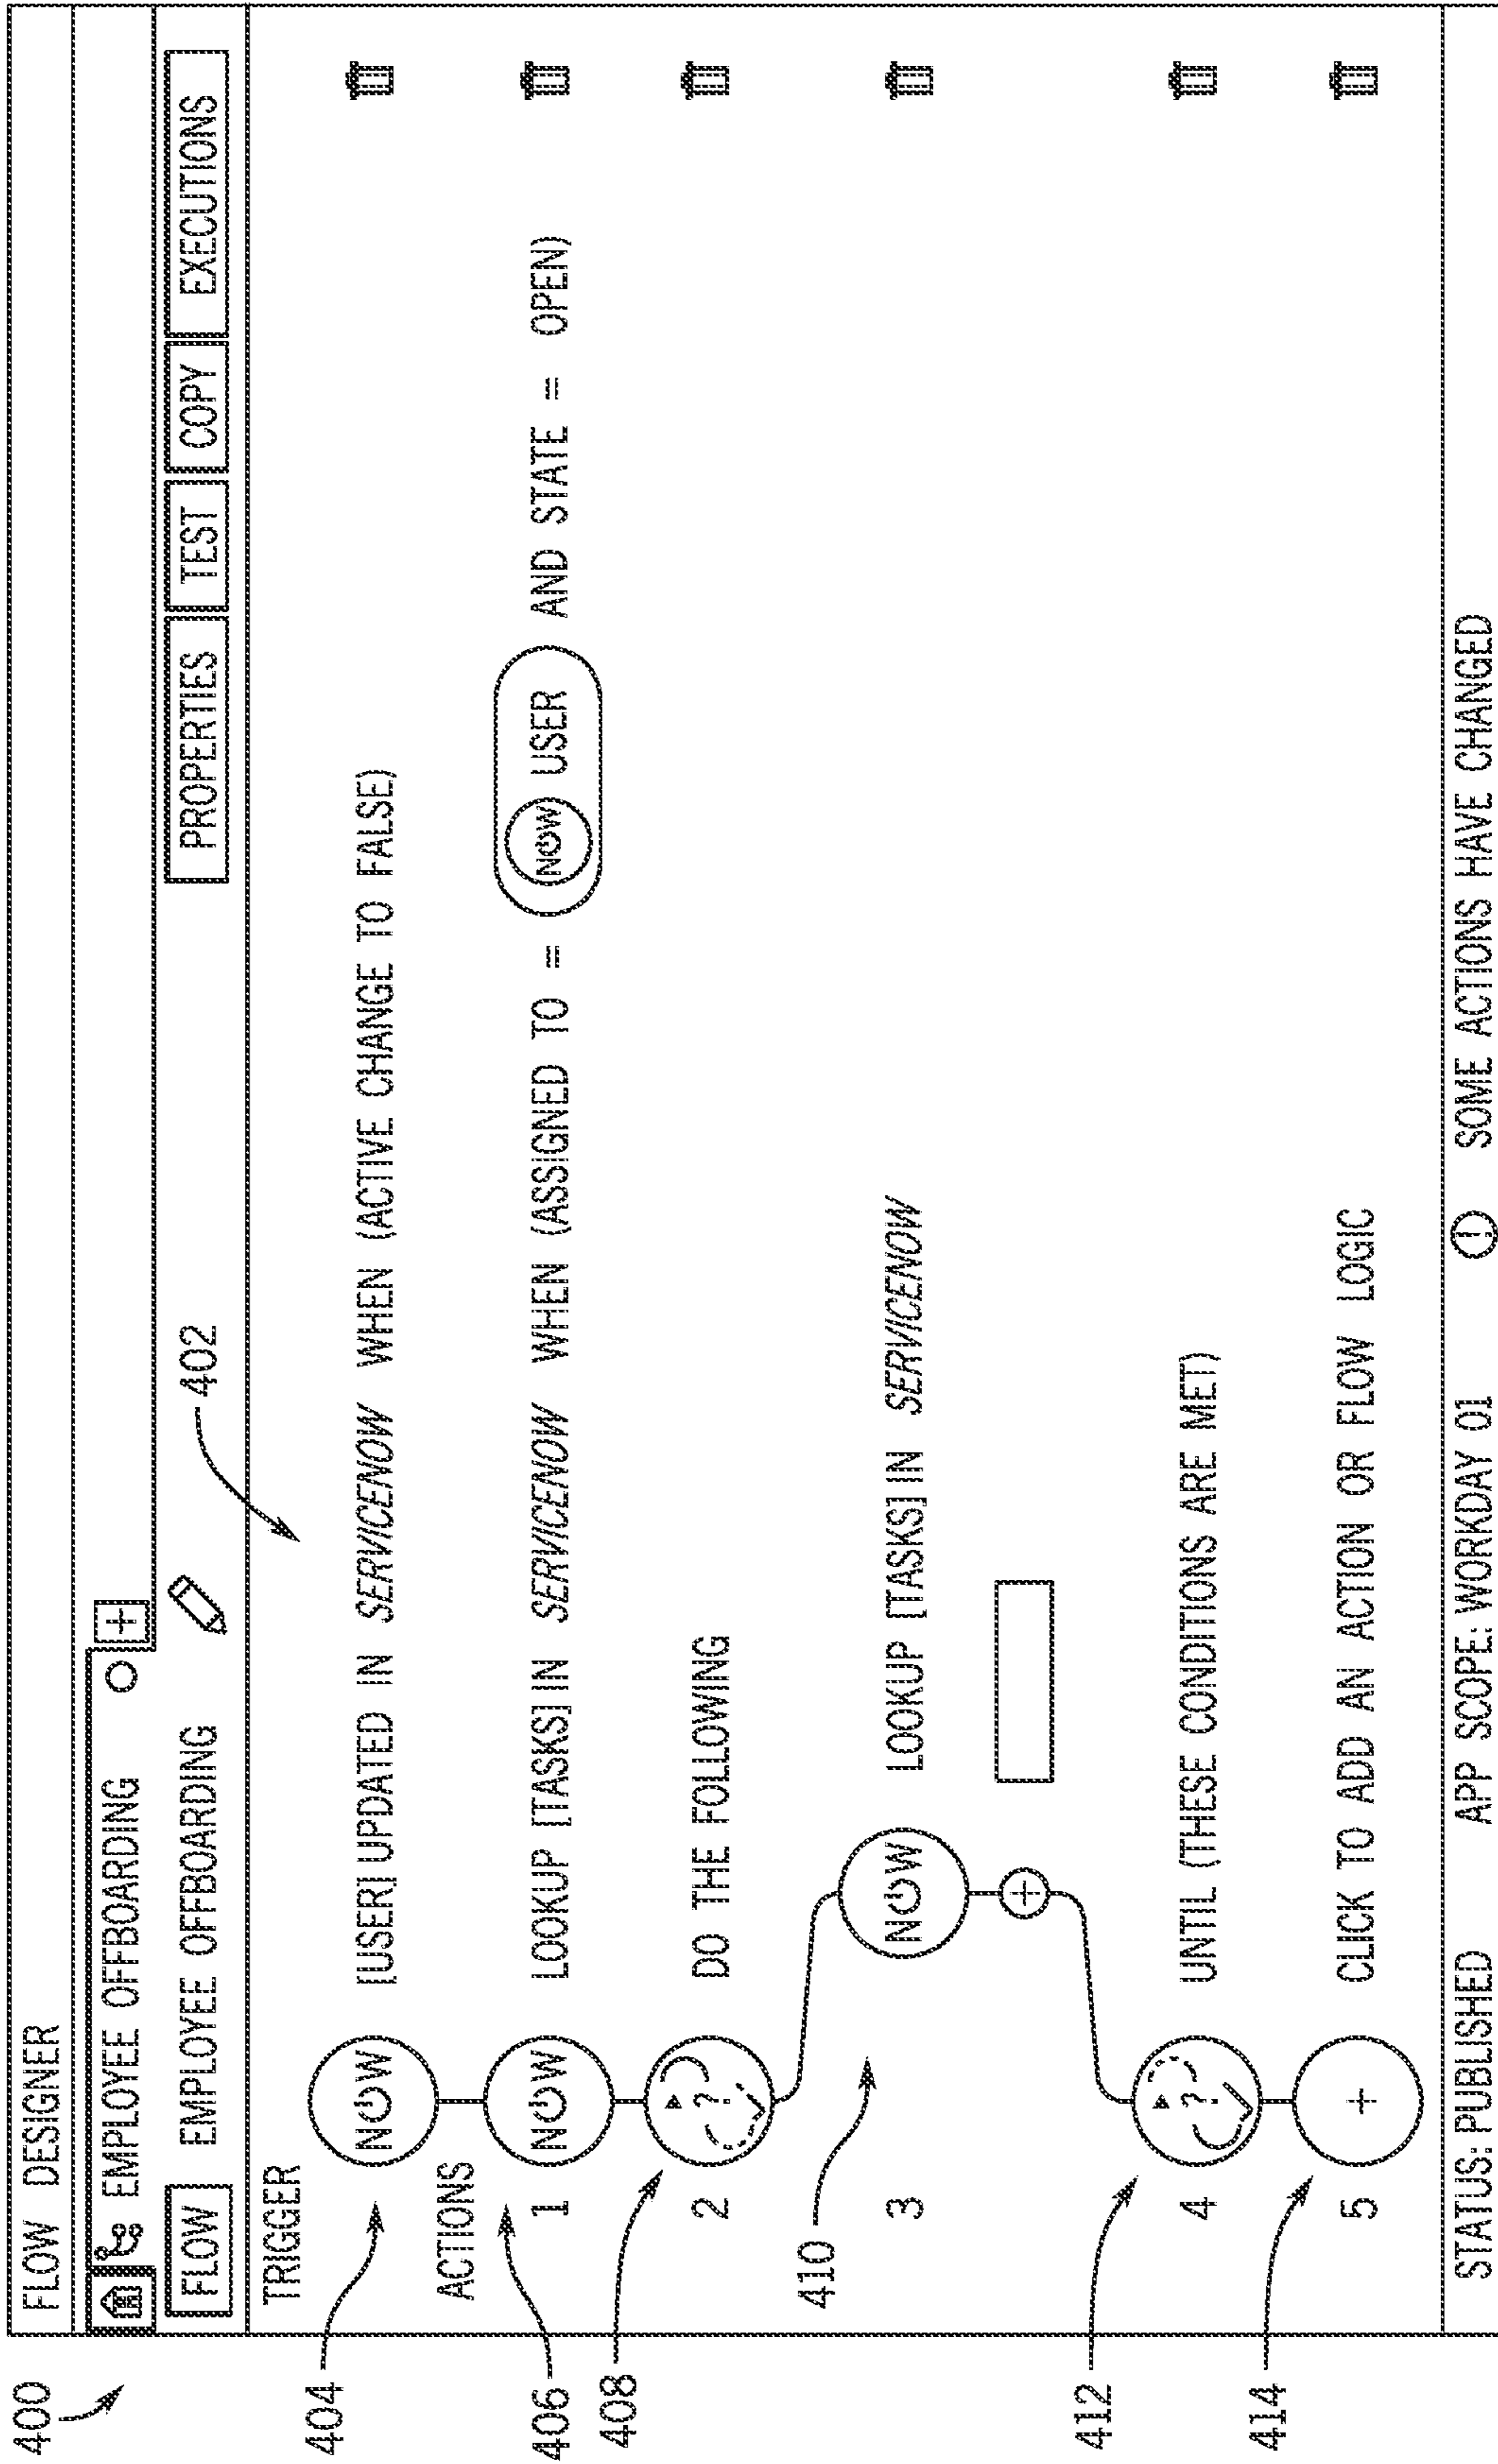 400
FLOW DESIGNER
EMPLOYEE OFFBOARDING +
FLOW EMPLOYEE OFFBOARDING PROPERTIES TEST COPY EXECUTIONS
402
TRIGGER
404 NOW [USER] UPDATED IN SERVICENOW WHEN (ACTIVE CHANGE TO FALSE)
ACTIONS
406 1 NOW LOOKUP [TASKS] IN SERVICENOW WHEN (ASSIGNED TO = NOW USER AND STATE = OPEN)
408 2 ? DO THE FOLLOWING
410 3 NOW LOOKUP [TASKS] IN SERVICENOW
+
412 4 ? UNTIL (THESE CONDITIONS ARE MET)
414 5 + CLICK TO ADD AN ACTION OR FLOW LOGIC
STATUS: PUBLISHED APP SCOPE: WORKDAY 01 ! SOME ACTIONS HAVE CHANGED